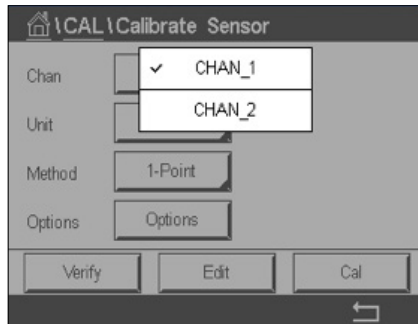 \CAL\Calibrate Sensor
Chan
✓ CHAN_1
CHAN_2
Unit
Method 1-Point
Options Options
Verify Edit Cal